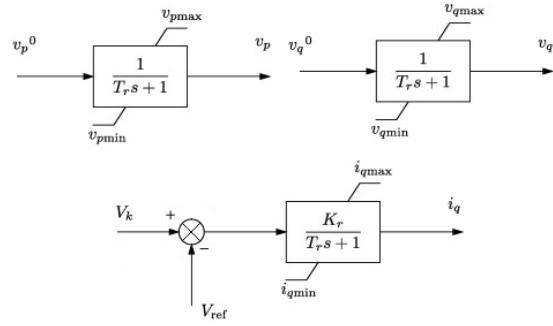 v_pmax v_qmax
v_p^0 1 v_p v_q^0 1 v_q
T_r s + 1 T_r s + 1
v_pmin v_qmin
i_qmax
V_k + K_r i_q
− T_r s + 1
V_ref i_qmin